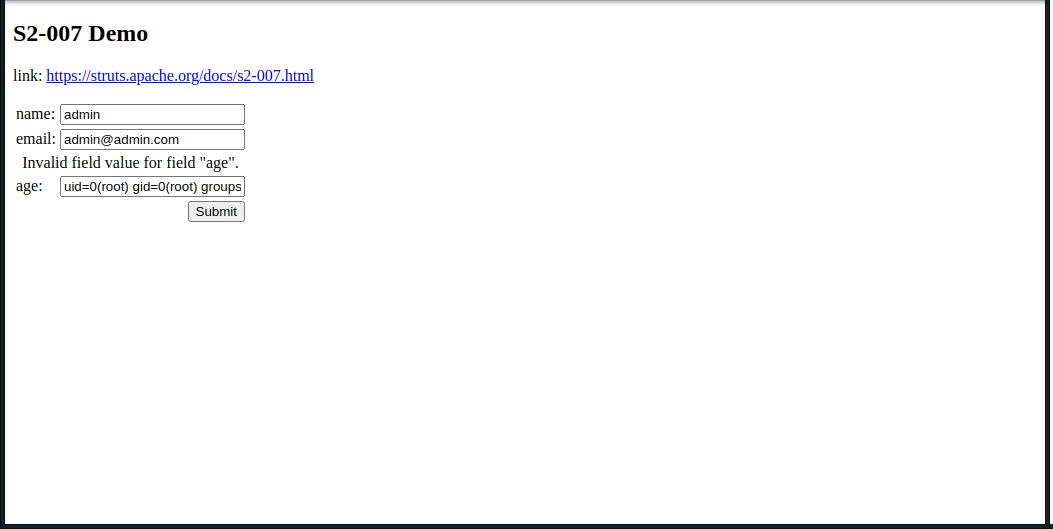 S2-007 Demo
link: https://struts.apache.org/docs/s2-007.html
name: admin
email: admin@admin.com
Invalid field value for field "age".
age: uid=0(root) gid=0(root) groups
Submit